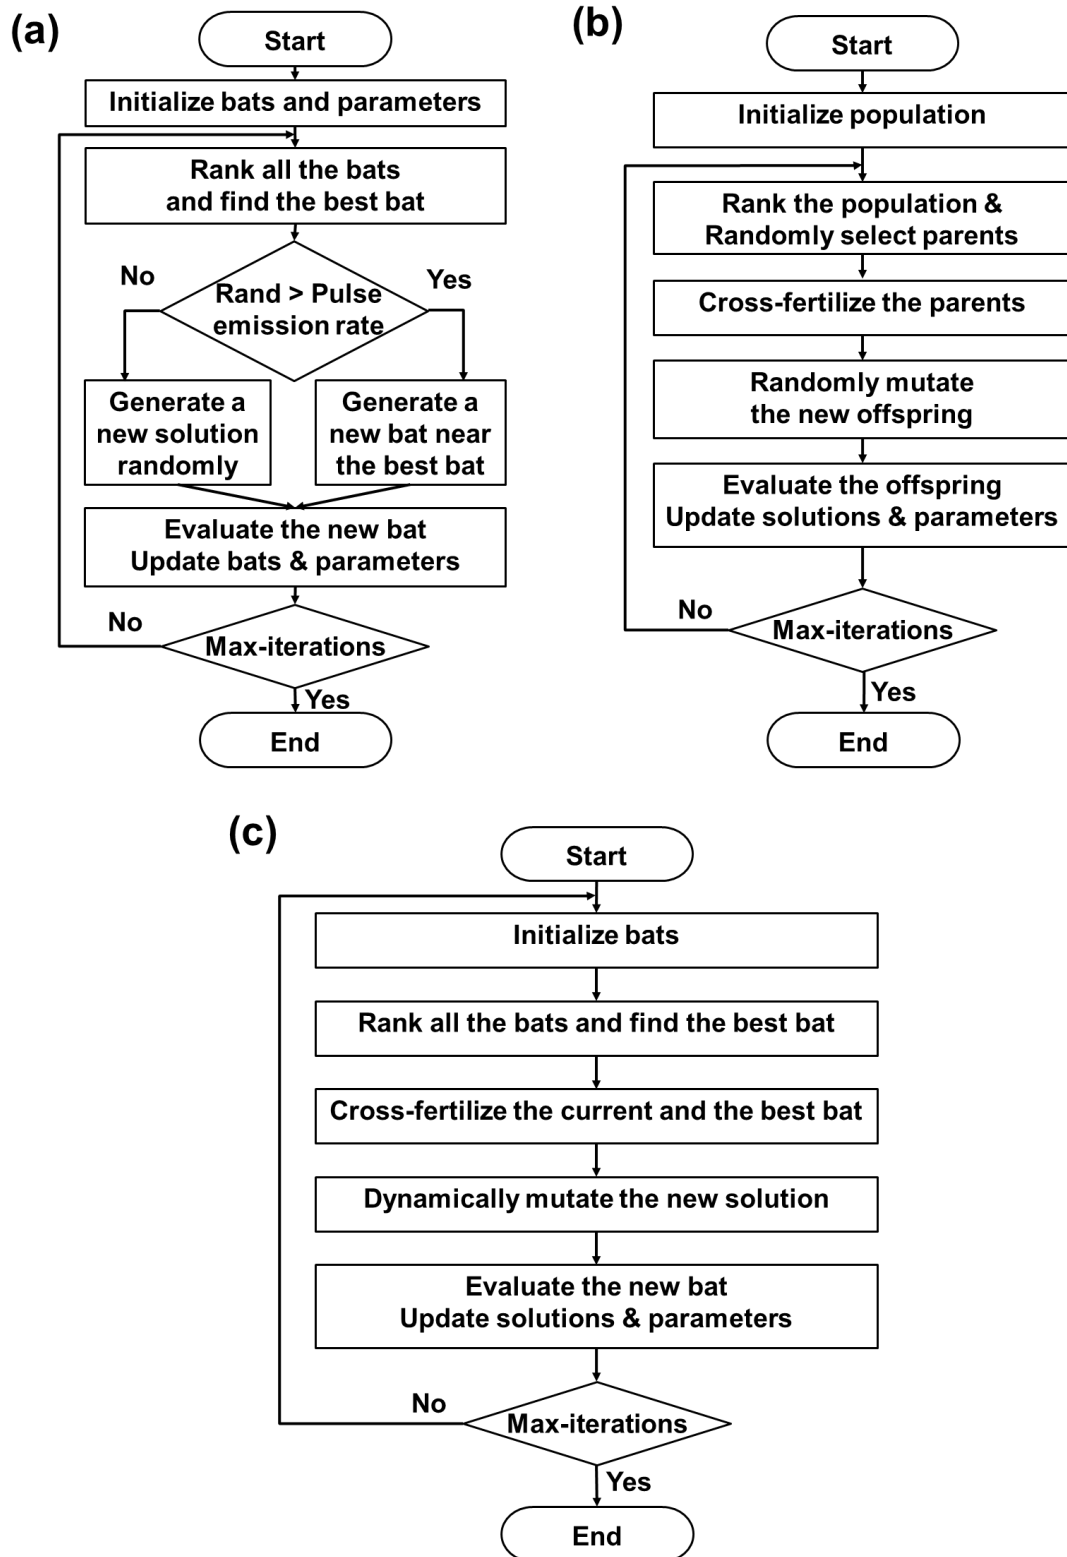 (a)
Start
Initialize bats and parameters
Rank all the bats
and find the best bat
No
Yes
Rand > Pulse
emission rate
Generate a
new solution
randomly
Generate a
new bat near
the best bat
Evaluate the new bat
Update bats & parameters
No
Max-iterations
Yes
End
(b)
Start
Initialize population
Rank the population &
Randomly select parents
Cross-fertilize the parents
Randomly mutate
the new offspring
Evaluate the offspring
Update solutions & parameters
No
Max-iterations
Yes
End
(c)
Start
Initialize bats
Rank all the bats and find the best bat
Cross-fertilize the current and the best bat
Dynamically mutate the new solution
Evaluate the new bat
Update solutions & parameters
No
Max-iterations
Yes
End